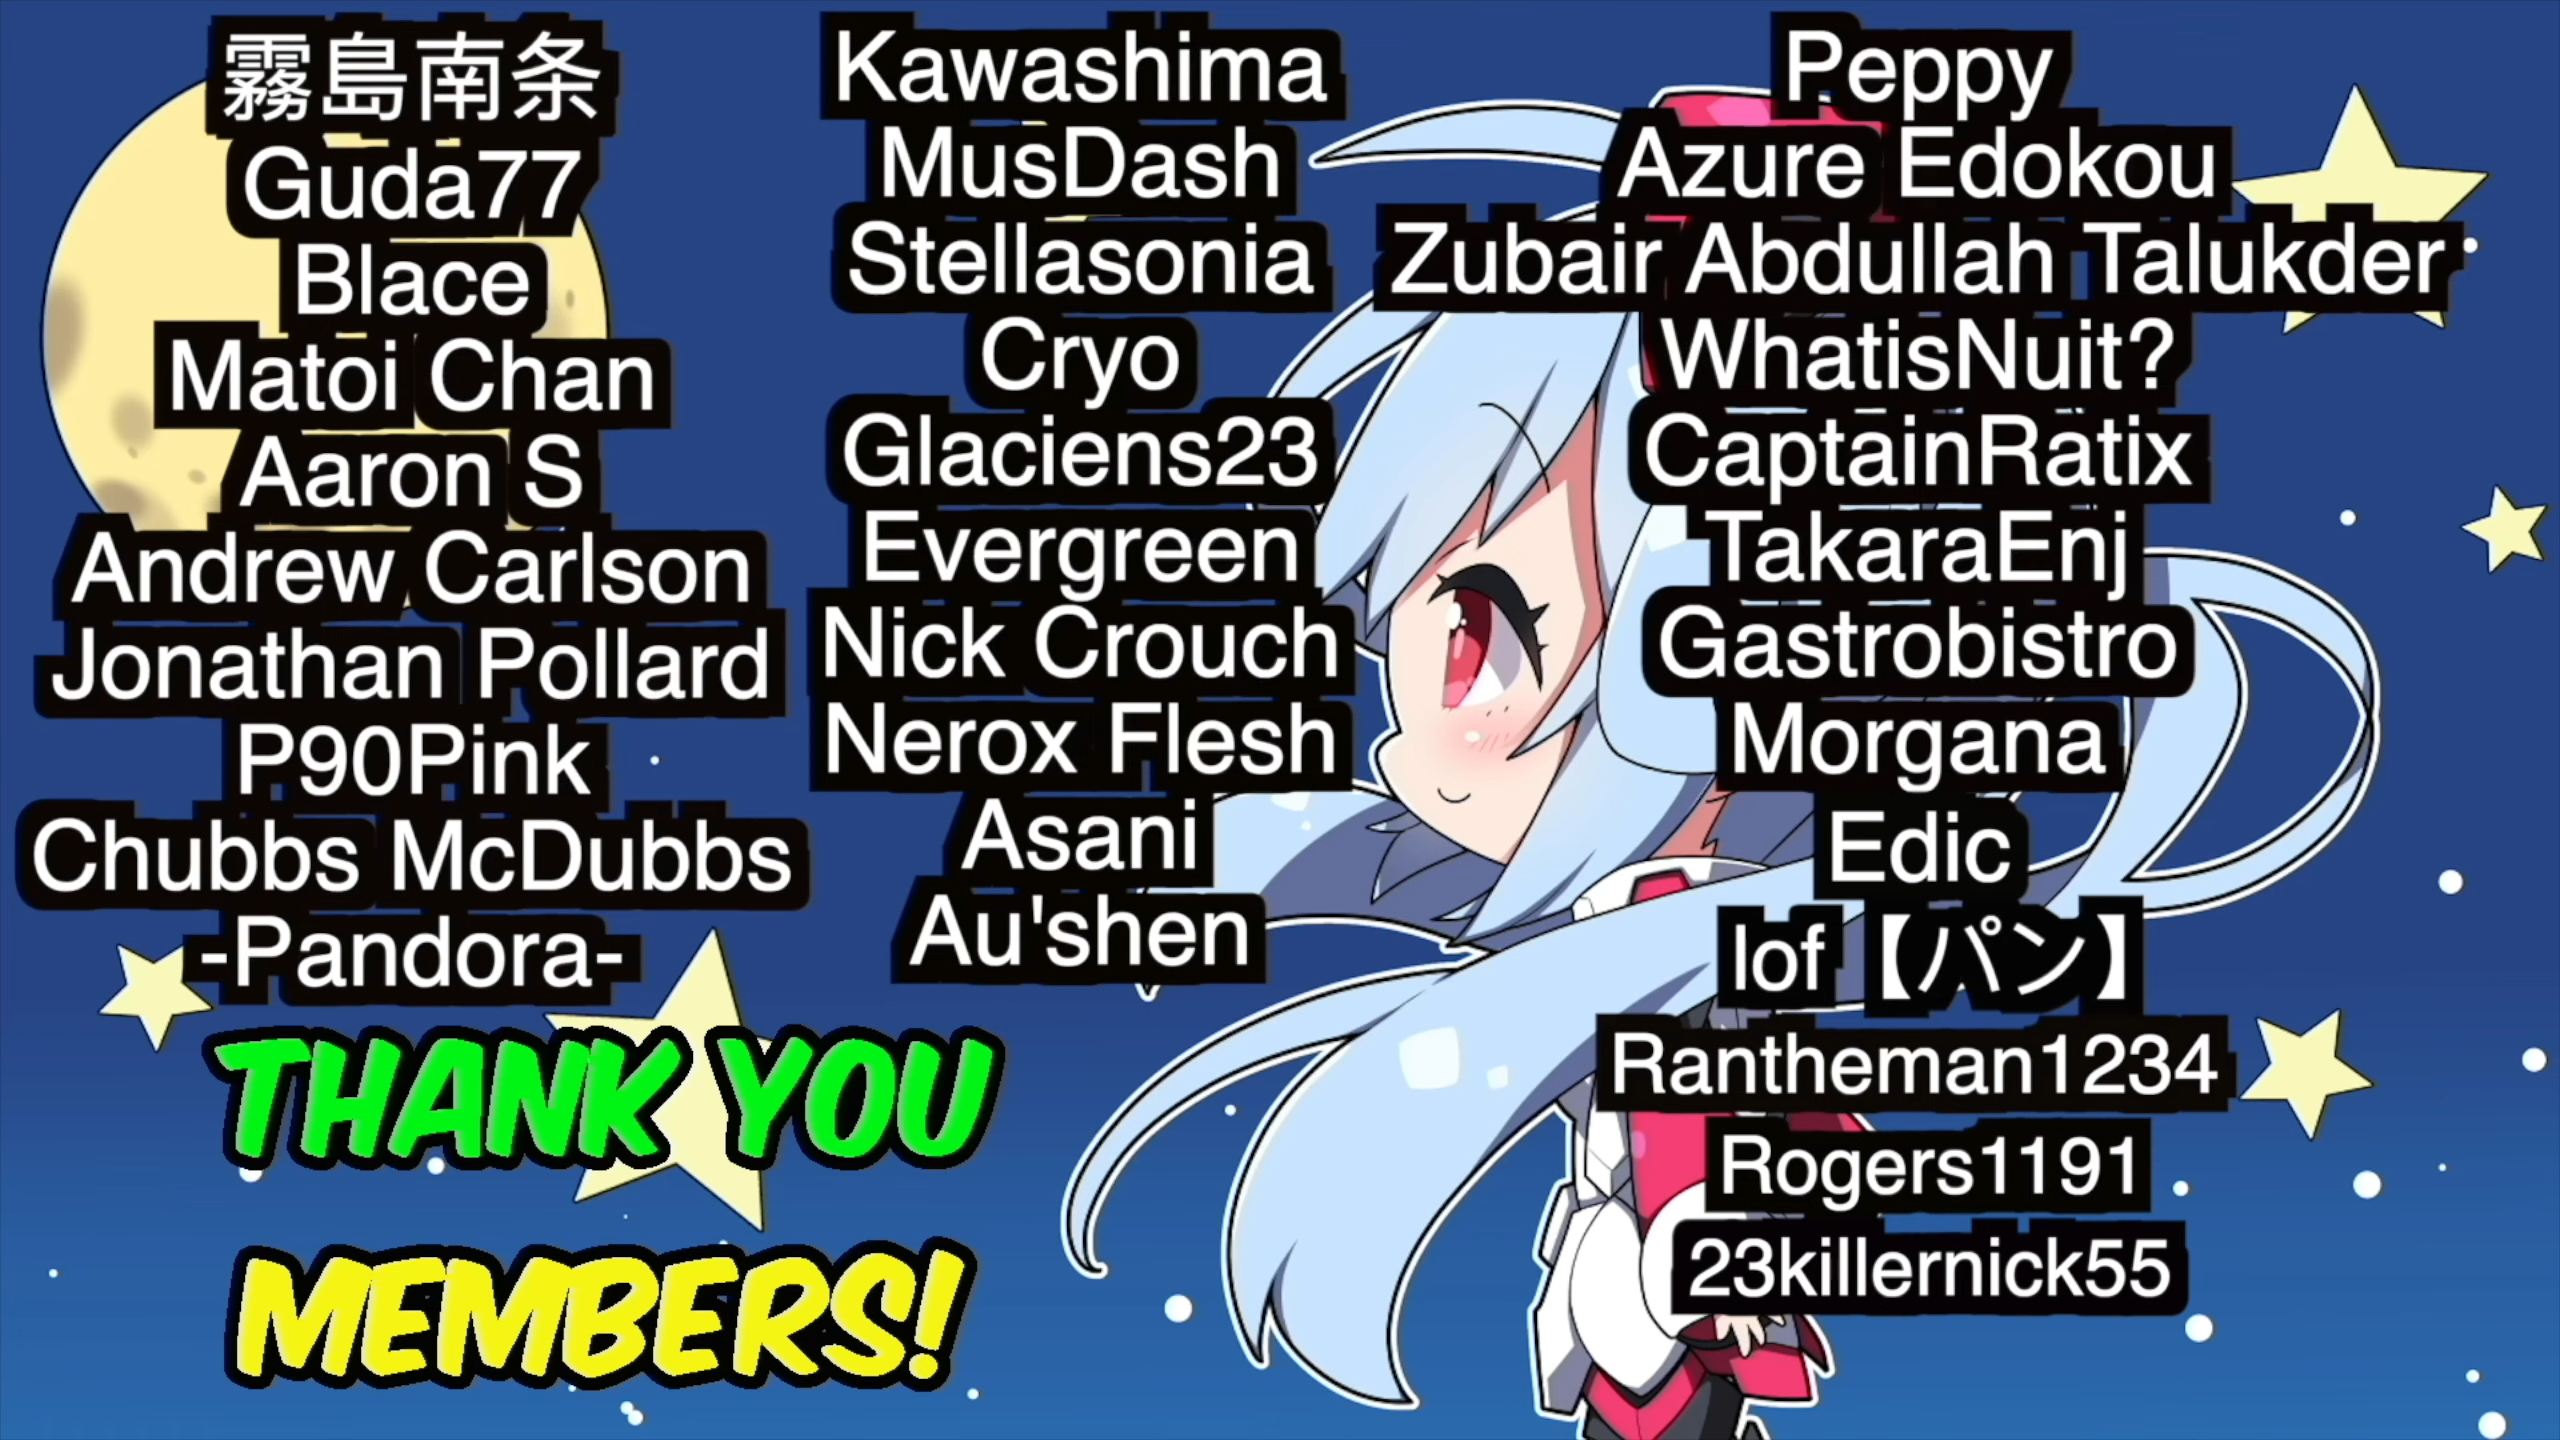 霧島南条
Guda77
Blace
Matoi Chan
Aaron S
Andrew Carlson
Jonathan Pollard
P90Pink
Chubbs McDubbs
-Pandora-
Kawashima
MusDash
Stellasonia
Cryo
Glaciens23
Evergreen
Nick Crouch
Nerox Flesh
Asani
Au'shen
Peppy
Azure Edokou
Zubair Abdullah Talukder
WhatisNuit?
CaptainRatix
TakaraEnj
Gastrobistro
Morgana
Edic
lof【パン】
Rantheman1234
Rogers1191
23killernick55
THANK YOU
MEMBERS!